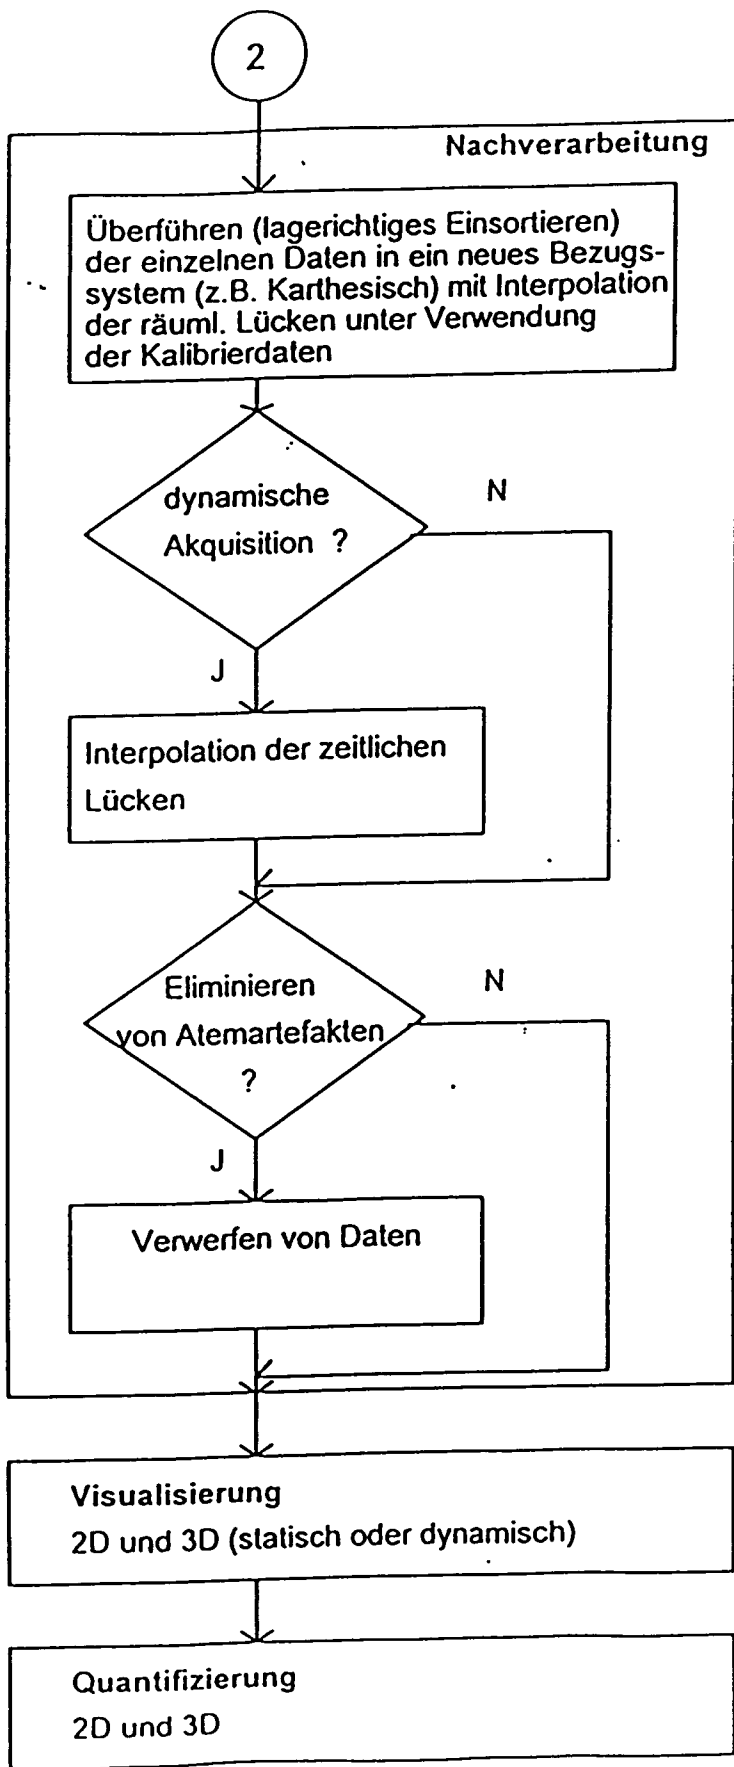 2
Nachverarbeitung
Überführen (lagerichtiges Einsortieren)
der einzelnen Daten in ein neues Bezugs-
system (z.B. Karthesisch) mit Interpolation
der räuml. Lücken unter Verwendung
der Kalibrierdaten
dynamische
Akquisition ?
N
J
Interpolation der zeitlichen
Lücken
Eliminieren
von Atemartefakten
?
N
J
Verwerfen von Daten
Visualisierung
2D und 3D (statisch oder dynamisch)
Quantifizierung
2D und 3D